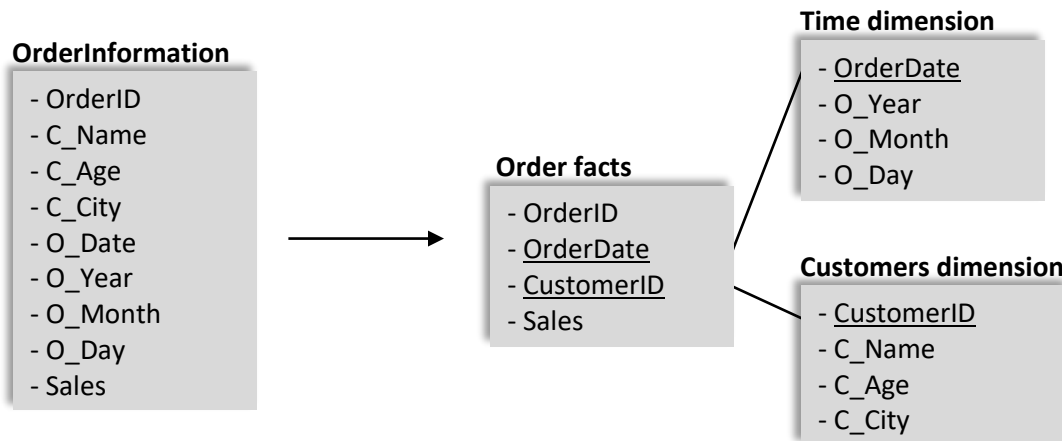 OrderInformation
- OrderID
- C_Name
- C_Age
- C_City
- O_Date
- O_Year
- O_Month
- O_Day
- Sales
Order facts
- OrderID
- OrderDate
- CustomerID
- Sales
Time dimension
- OrderDate
- O_Year
- O_Month
- O_Day
Customers dimension
- CustomerID
- C_Name
- C_Age
- C_City